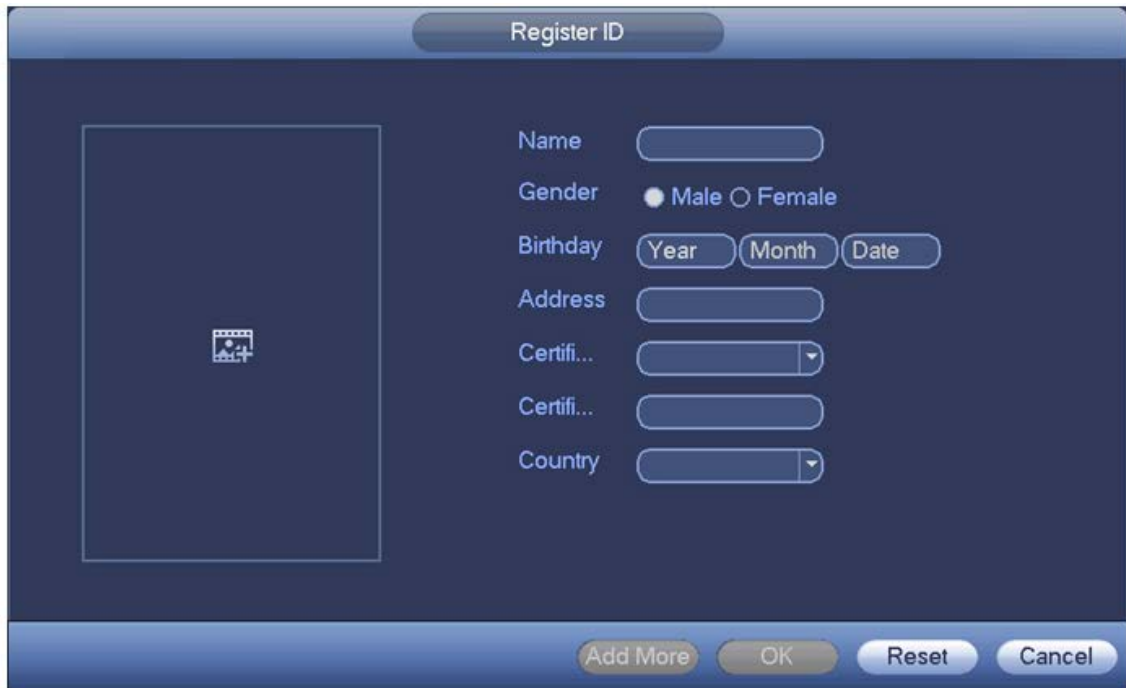 Register ID
Name
Gender Male Female
Birthday Year Month Date
Address
Certifi...
Certifi...
Country
Add More OK Reset Cancel